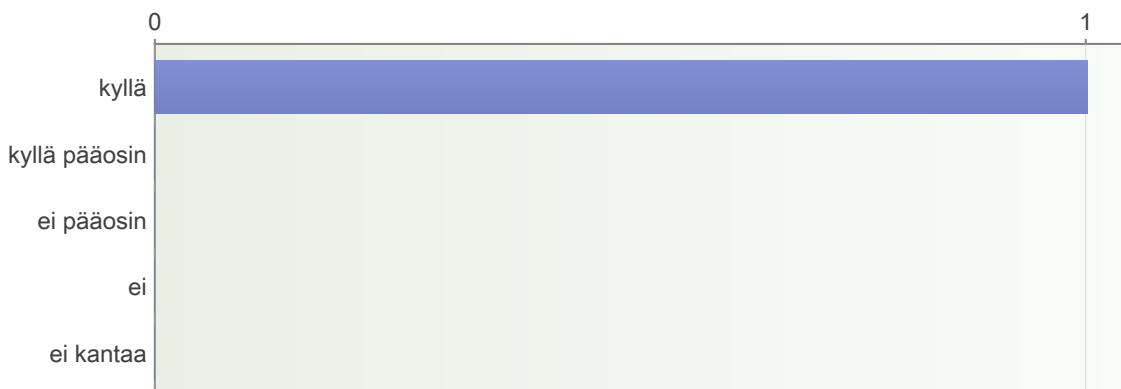 0 1
kyllä
kyllä pääosin
ei pääosin
ei
ei kantaa